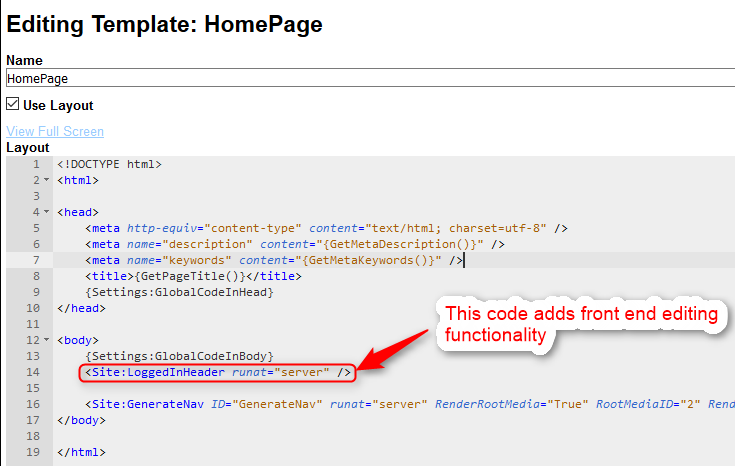 Editing Template: HomePage
Name
HomePage
Use Layout
View Full Screen
Layout
1 <!DOCTYPE html>
2 <html>
3
4 <head>
5 <meta http-equiv="content-type" content="text/html; charset=utf-8" />
6 <meta name="description" content="{GetMetaDescription()}" />
7 <meta name="keywords" content="{GetMetaKeywords()}" />
8 <title>{GetPageTitle()}</title>
9 {Settings:GlobalCodeInHead}
10 </head>
11
This code adds front end editing
functionality
12 <body>
13 {Settings:GlobalCodeInBody}
14 <Site:LoggedInHeader runat="server" />
15
16 <Site:GenerateNav ID="GenerateNav" runat="server" RenderRootMedia="True" RootMediaID="2" Rend
17 </body>
18
19 </html>